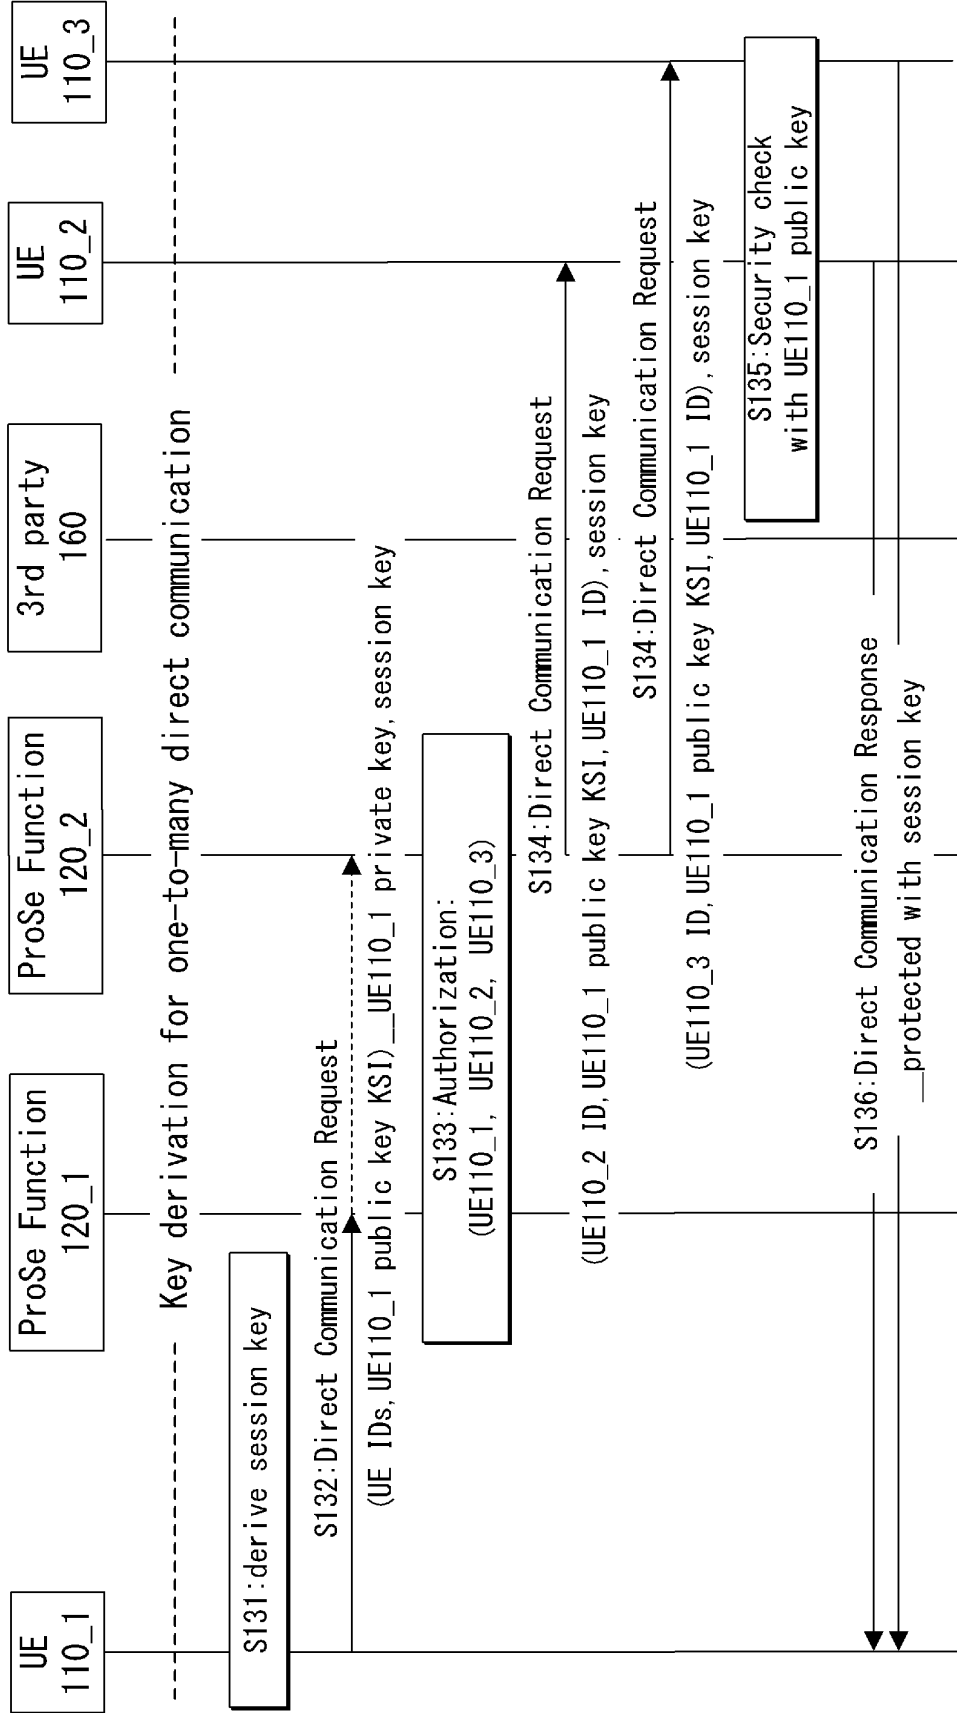 UE
110_1
ProSe Function
120_1
ProSe Function
120_2
3rd party
160
UE
110_2
UE
110_3
Key derivation for one-to-many direct communication
S131:derive session key
S132:Direct Communication Request
(UE IDs,UE110_1 public key KSI)__UE110_1 private key,session key
S133:Authorization:
(UE110_1, UE110_2, UE110_3)
S134:Direct Communication Request
(UE110_2 ID,UE110_1 public key KSI,UE110_1 ID),session key
S134:Direct Communication Request
(UE110_3 ID,UE110_1 public key KSI,UE110_1 ID),session key
S135:Security check
with UE110_1 public key
S136:Direct Communication Response
__protected with session key